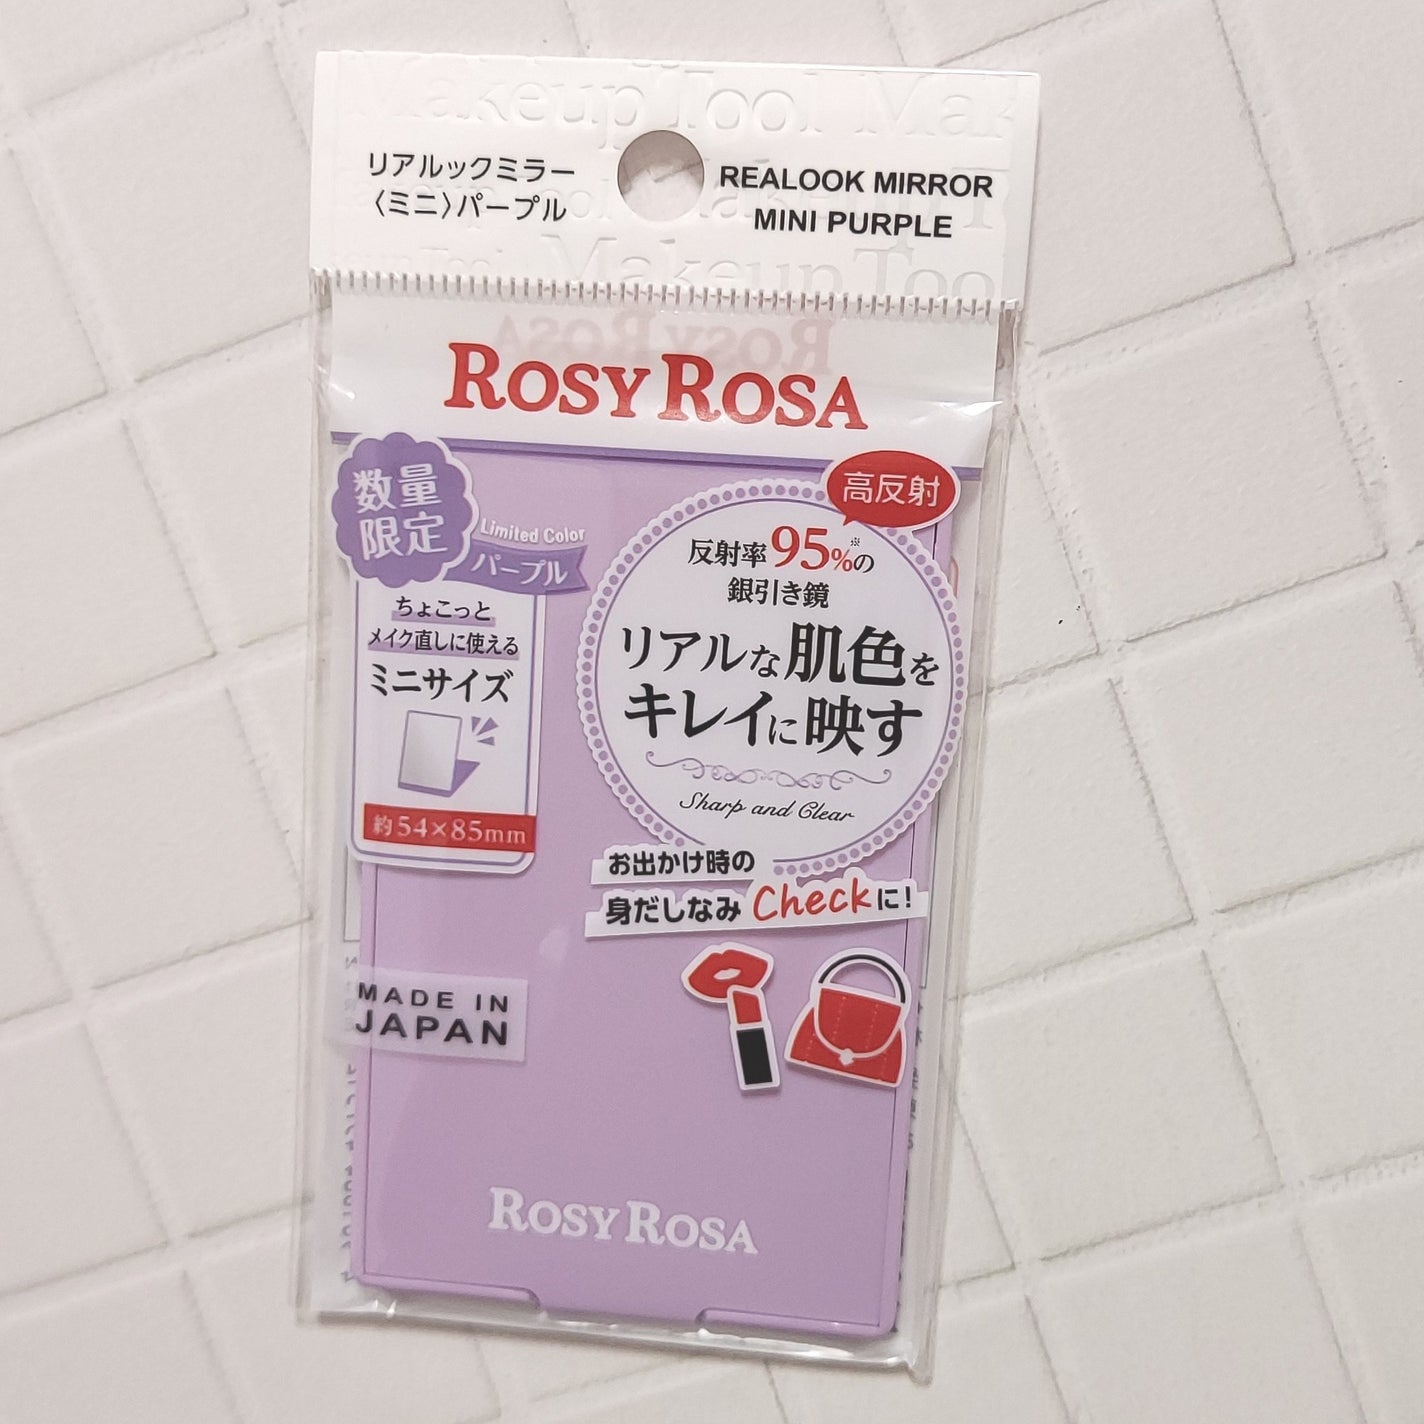 Makeup Tool Mak
リアルックミラー
〈ミニ〉パープル
REALOOK MIRROR
MINI PURPLE
Makeup Too
ROSY ROSA
数量
限定
Limited Color
パープル
ちょこっと
メイク直しに使える
ミニサイズ
約54×85mm
高反射
反射率95%※の
銀引き鏡
リアルな肌色を
キレイに映す
Sharp and Clear
お出かけ時の
身だしなみCheckに!
MADE IN
JAPAN
ROSY ROSA